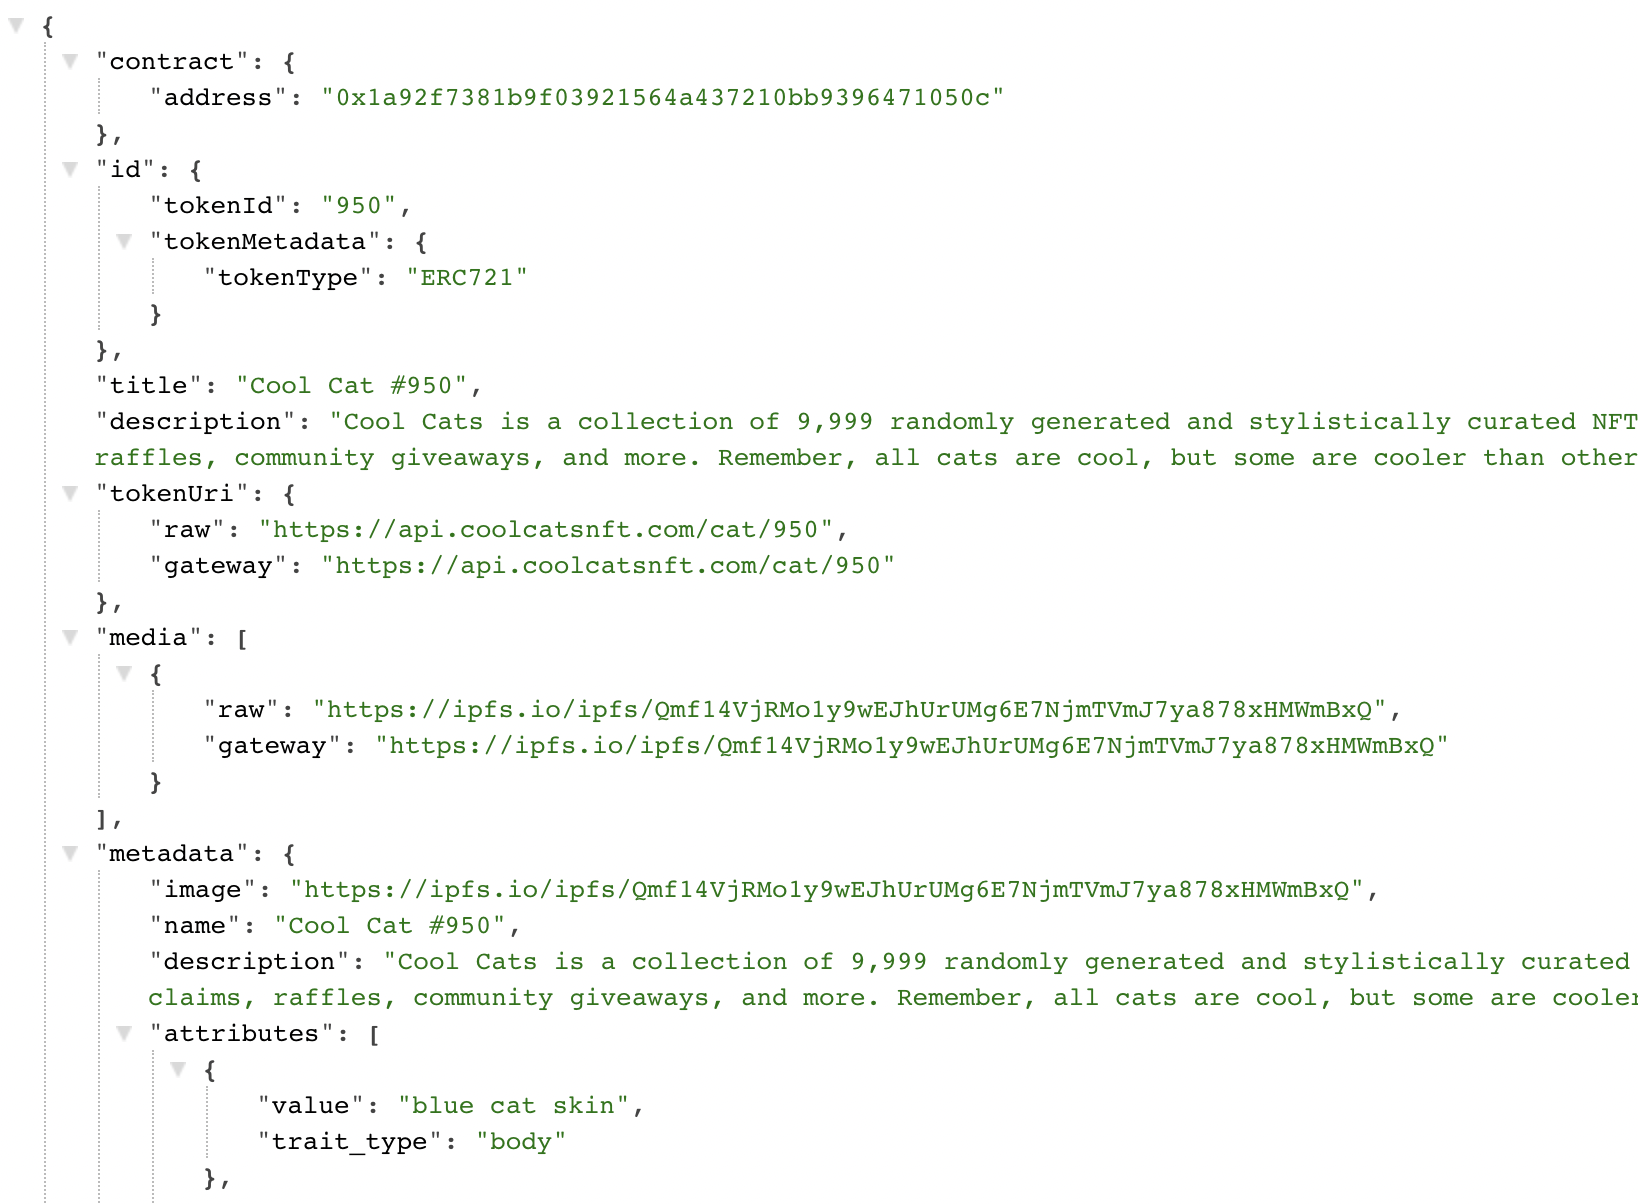 {
"contract": {
"address": "0x1a92f7381b9f03921564a437210bb9396471050c"
},
"id": {
"tokenId": "950",
"tokenMetadata": {
"tokenType": "ERC721"
}
},
"title": "Cool Cat #950",
"description": "Cool Cats is a collection of 9,999 randomly generated and stylistically curated NFT
raffles, community giveaways, and more. Remember, all cats are cool, but some are cooler than other
"tokenUri": {
"raw": "https://api.coolcatsnft.com/cat/950",
"gateway": "https://api.coolcatsnft.com/cat/950"
},
"media": [
{
"raw": "https://ipfs.io/ipfs/Qmf14VjRMo1y9wEJhUrUMg6E7NjmTVmJ7ya878xHMWmBxQ",
"gateway": "https://ipfs.io/ipfs/Qmf14VjRMo1y9wEJhUrUMg6E7NjmTVmJ7ya878xHMWmBxQ"
}
],
"metadata": {
"image": "https://ipfs.io/ipfs/Qmf14VjRMo1y9wEJhUrUMg6E7NjmTVmJ7ya878xHMWmBxQ",
"name": "Cool Cat #950",
"description": "Cool Cats is a collection of 9,999 randomly generated and stylistically curated
claims, raffles, community giveaways, and more. Remember, all cats are cool, but some are cooler
"attributes": [
{
"value": "blue cat skin",
"trait_type": "body"
},